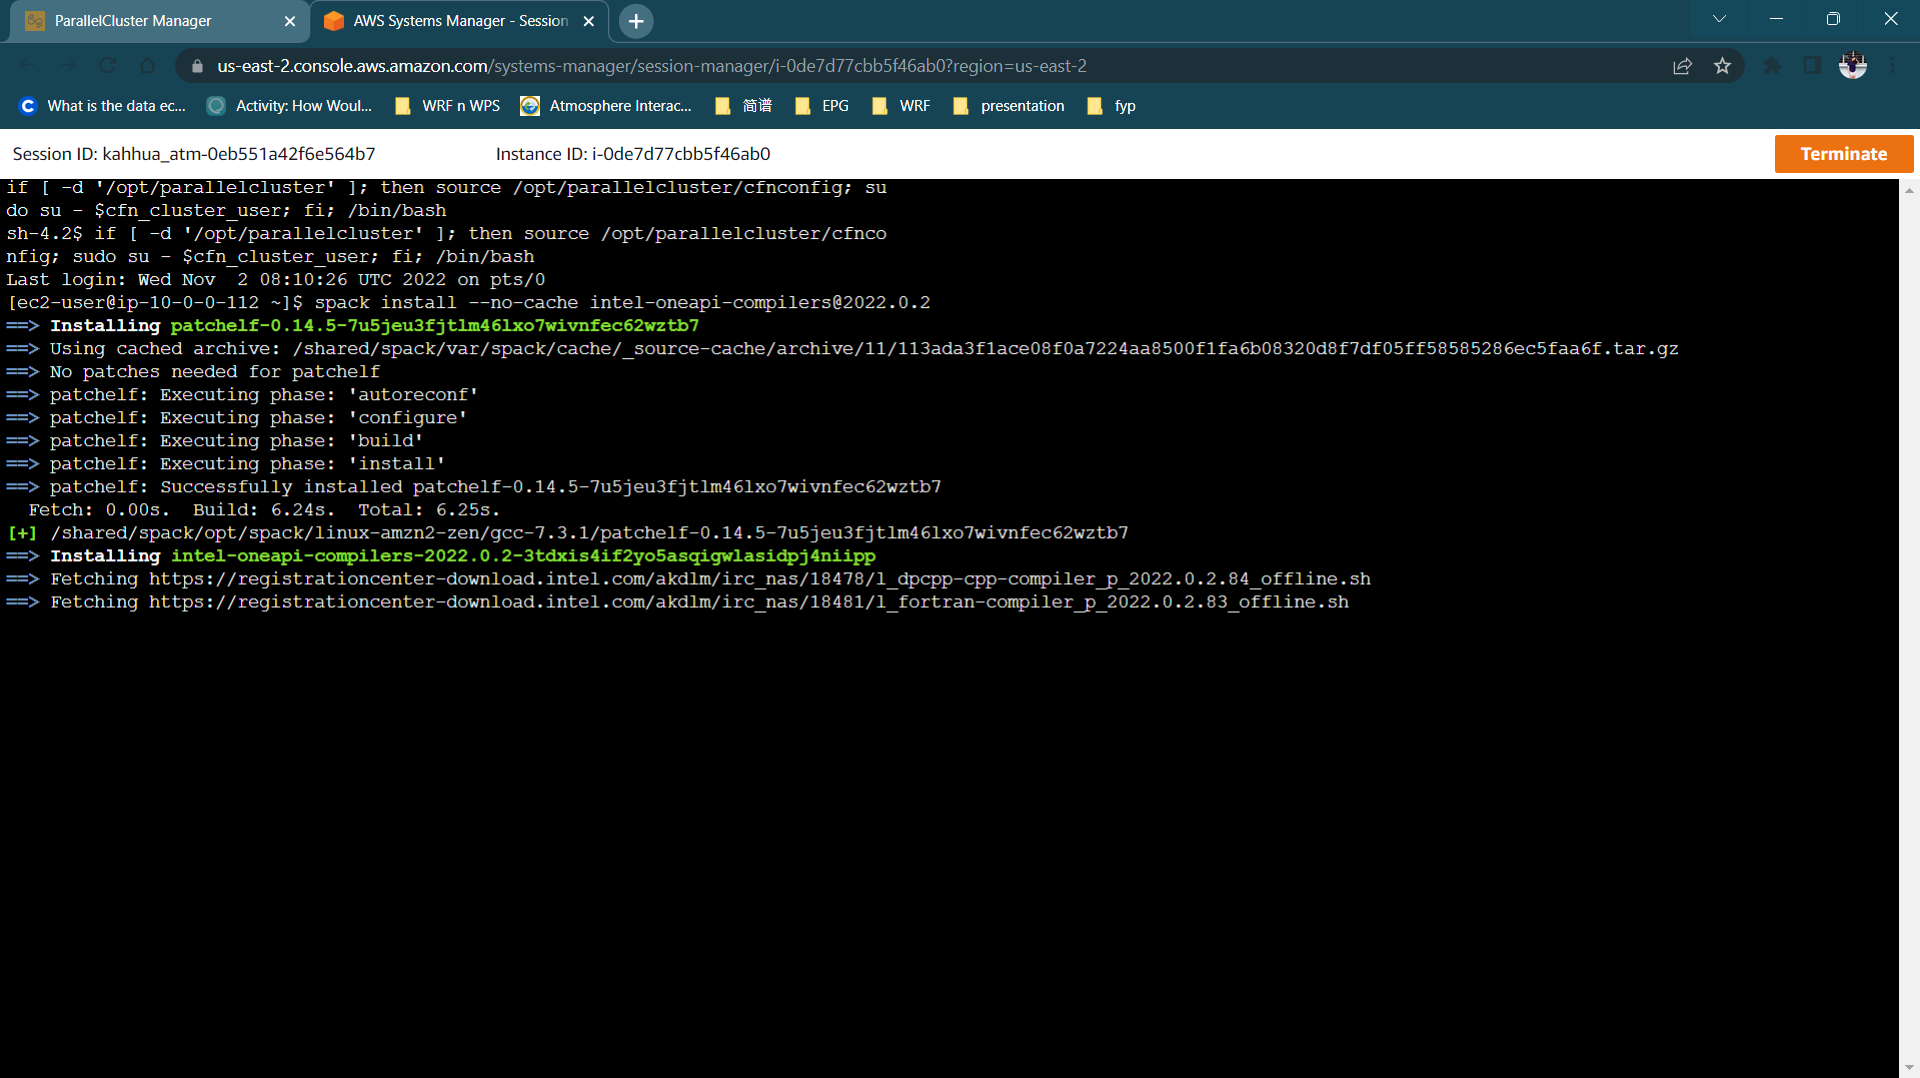 ParallelCluster Manager
AWS Systems Manager - Session
us-east-2.console.aws.amazon.com/systems-manager/session-manager/i-0de7d77cbb5f46ab0?region=us-east-2
What is the data ec...
Activity: How Woul...
WRF n WPS
Atmosphere Interac...
简谱
EPG
WRF
presentation
fyp
Session ID: kahhua_atm-0eb551a42f6e564b7
Instance ID: i-0de7d77cbb5f46ab0
Terminate
if [ -d '/opt/parallelcluster' ]; then source /opt/parallelcluster/cfnconfig; su
do su - $cfn_cluster_user; fi; /bin/bash
sh-4.2$ if [ -d '/opt/parallelcluster' ]; then source /opt/parallelcluster/cfnco
nfig; sudo su - $cfn_cluster_user; fi; /bin/bash
Last login: Wed Nov  2 08:10:26 UTC 2022 on pts/0
[ec2-user@ip-10-0-0-112 ~]$ spack install --no-cache intel-oneapi-compilers@2022.0.2
==> Installing patchelf-0.14.5-7u5jeu3fjtlm46lxo7wivnfec62wztb7
==> Using cached archive: /shared/spack/var/spack/cache/_source-cache/archive/11/113ada3f1ace08f0a7224aa8500f1fa6b08320d8f7df05ff58585286ec5faa6f.tar.gz
==> No patches needed for patchelf
==> patchelf: Executing phase: 'autoreconf'
==> patchelf: Executing phase: 'configure'
==> patchelf: Executing phase: 'build'
==> patchelf: Executing phase: 'install'
==> patchelf: Successfully installed patchelf-0.14.5-7u5jeu3fjtlm46lxo7wivnfec62wztb7
  Fetch: 0.00s.  Build: 6.24s.  Total: 6.25s.
[+] /shared/spack/opt/spack/linux-amzn2-zen/gcc-7.3.1/patchelf-0.14.5-7u5jeu3fjtlm46lxo7wivnfec62wztb7
==> Installing intel-oneapi-compilers-2022.0.2-3tdxis4if2yo5asqigwlasidpj4niipp
==> Fetching https://registrationcenter-download.intel.com/akdlm/irc_nas/18478/l_dpcpp-cpp-compiler_p_2022.0.2.84_offline.sh
==> Fetching https://registrationcenter-download.intel.com/akdlm/irc_nas/18481/l_fortran-compiler_p_2022.0.2.83_offline.sh